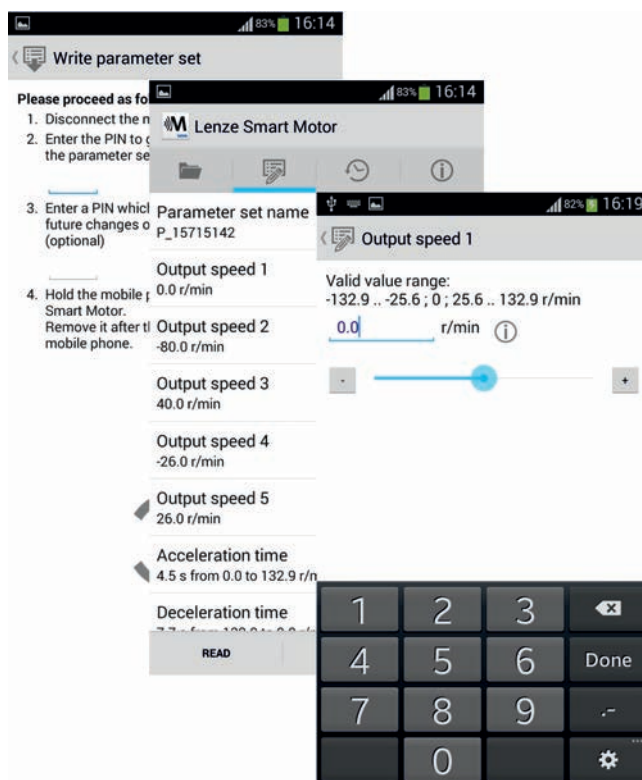 83% 16:14
Write parameter set
Please proceed as fo
1. Disconnect the
2. Enter the PIN to
the parameter se
3. Enter a PIN which
future changes o
(optional)
4. Hold the mobile
Smart Motor.
Remove it after
mobile phone.
83% 16:14
M Lenze Smart Motor
Parameter set name
P_15715142
Output speed 1
0.0 r/min
Output speed 2
-80.0 r/min
Output speed 3
40.0 r/min
Output speed 4
-26.0 r/min
Output speed 5
26.0 r/min
Acceleration time
4.5 s from 0.0 to 132.9 r/m
Deceleration time
READ
82% 16:19
Output speed 1
Valid value range:
-132.9 .. -25.6 ; 0 ; 25.6 .. 132.9 r/min
0.0 r/min
- +
1 2 3
4 5 6 Done
7 8 9 .-
0